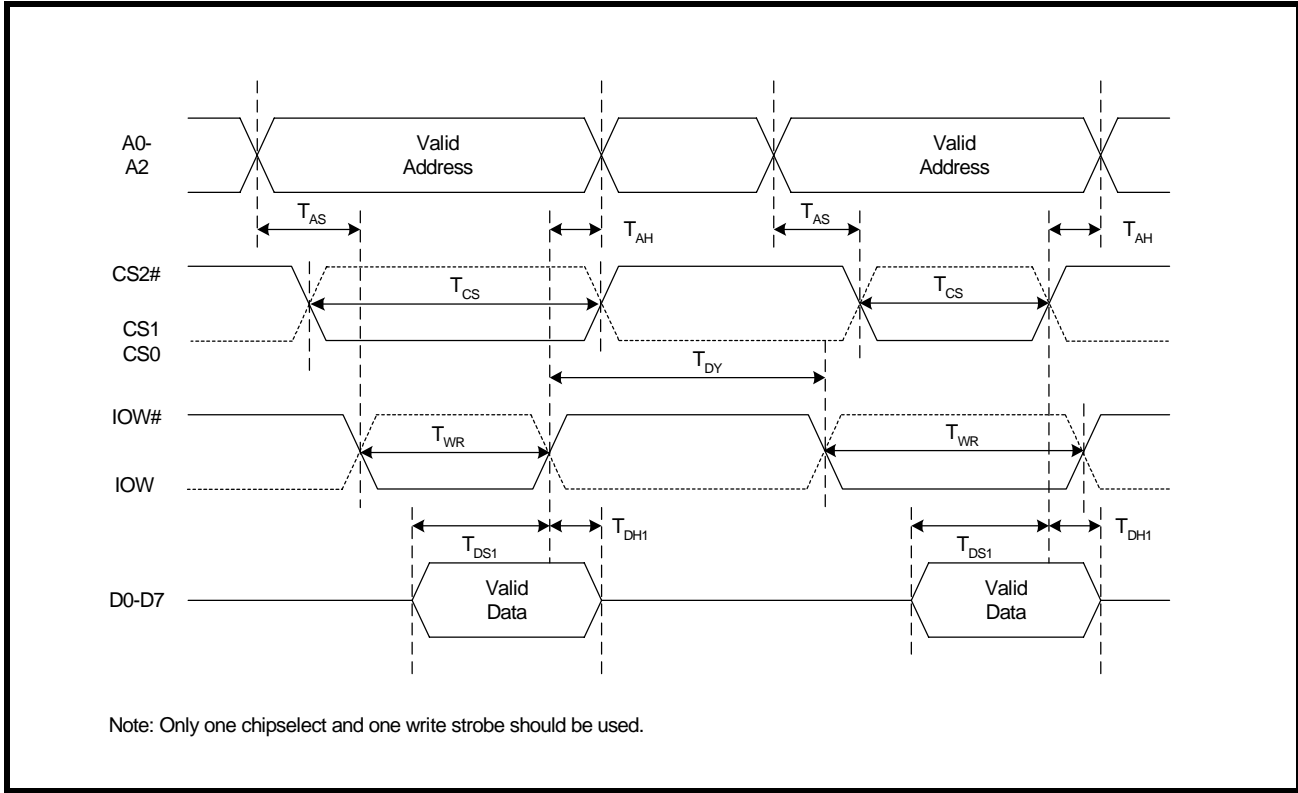 A0-
A2
Valid
Address
Valid
Address
TAS
TAH
TAS
TAH
CS2#
CS1
CS0
TCS
TCS
TDY
IOW#
IOW
TWR
TWR
TDS1
TDH1
TDS1
TDH1
D0-D7
Valid
Data
Valid
Data
Note: Only one chipselect and one write strobe should be used.